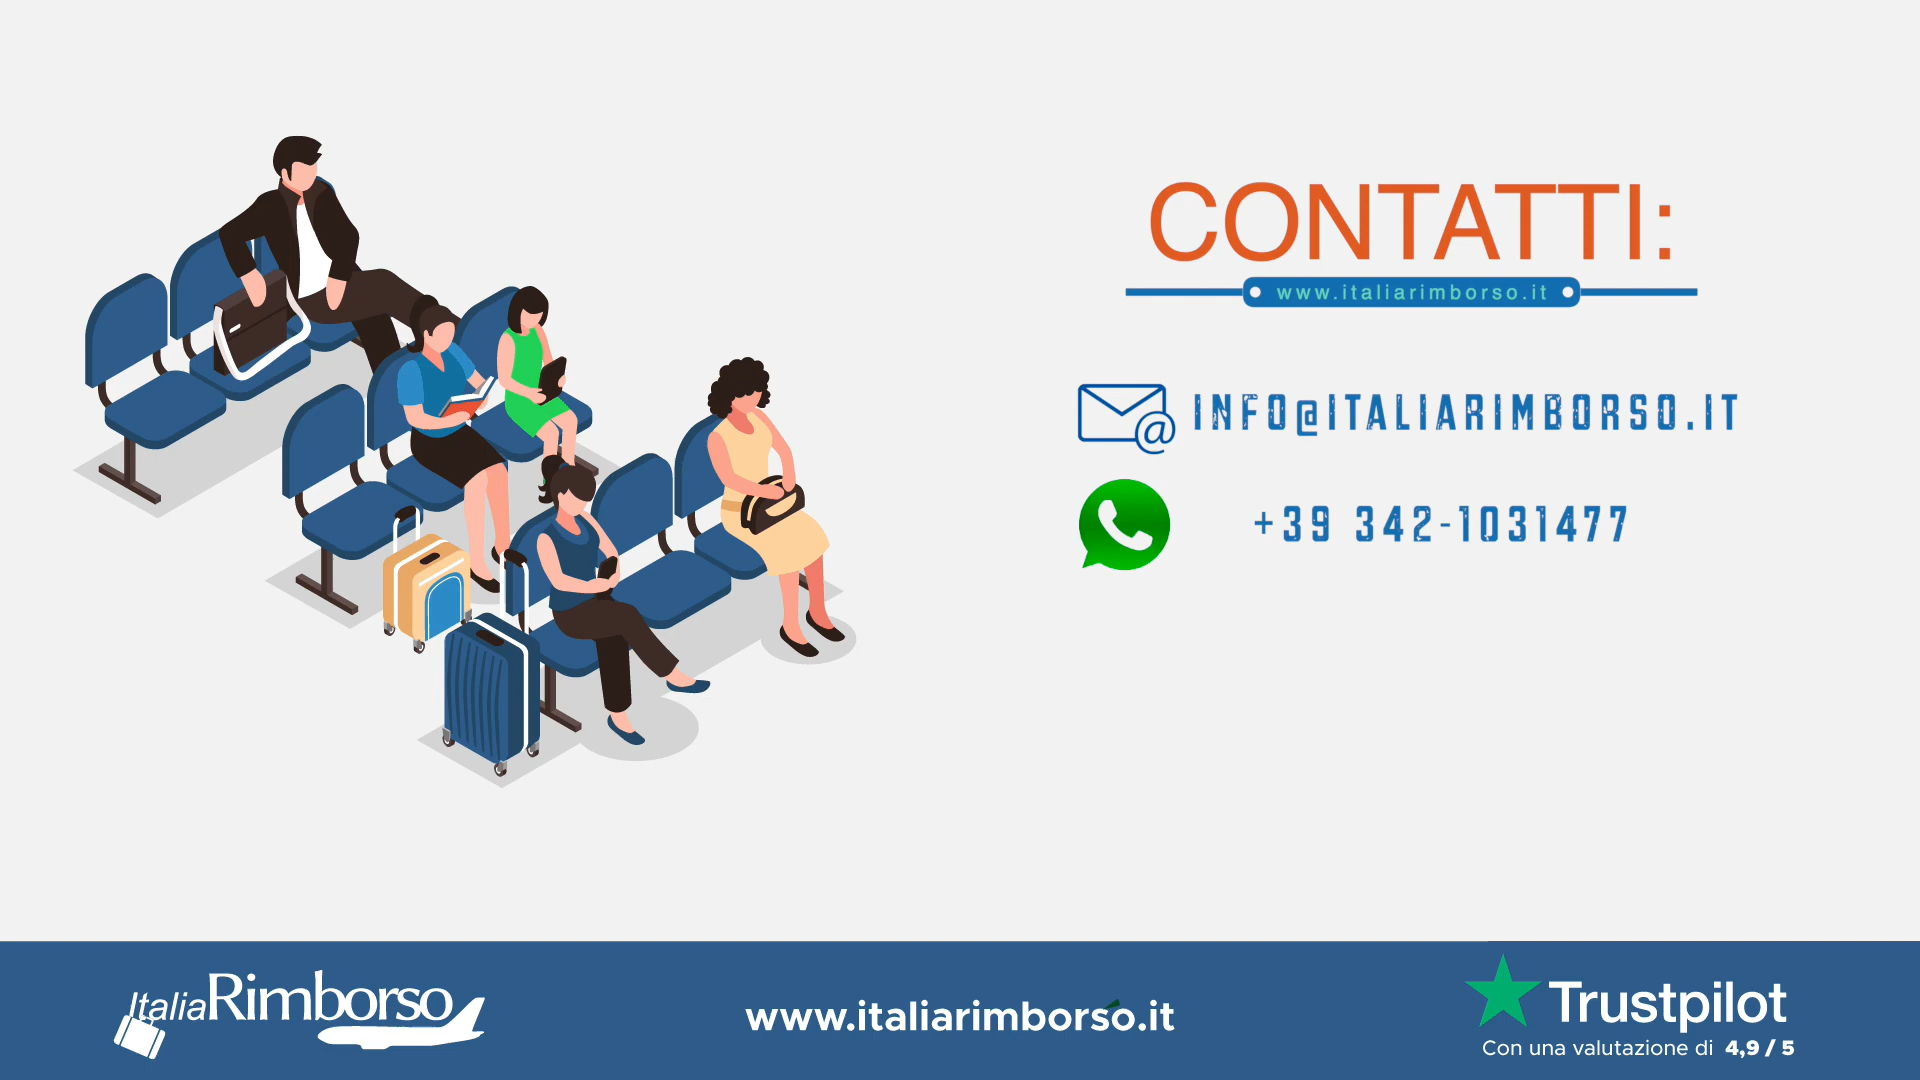 CONTATTI:
www.italiarimborso.it
INFO@ITALIARIMBORSO.IT
+39 342-1031477
ItaliaRimborso
www.italiarimborso.it
Trustpilot
Con una valutazione di 4,9 / 5